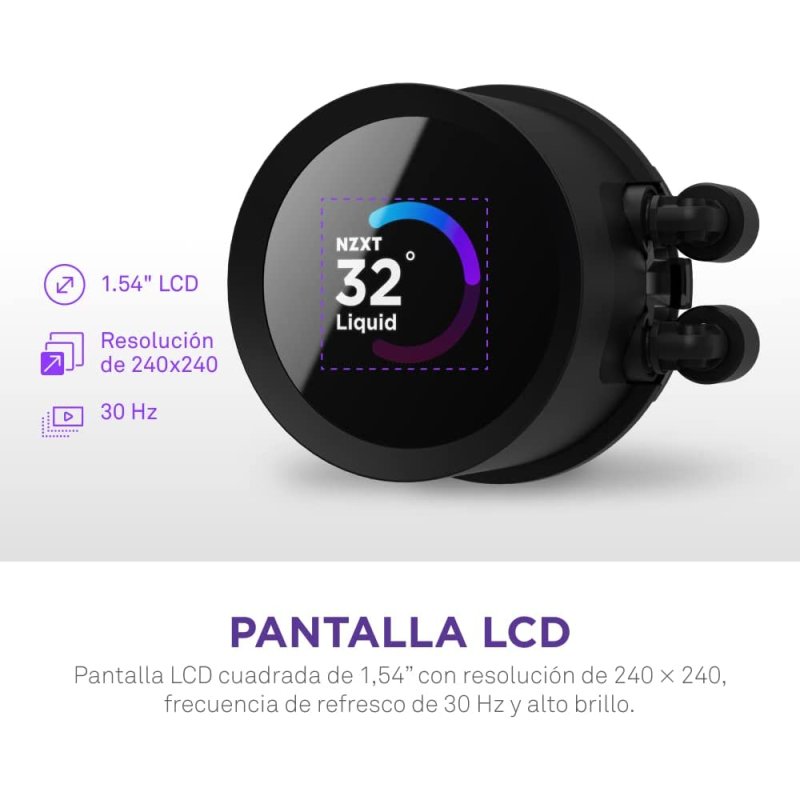 NZXT
32°
Liquid
1.54" LCD
Resolución
de 240x240
30 Hz
PANTALLA LCD
Pantalla LCD cuadrada de 1,54” con resolución de 240 × 240,
frecuencia de refresco de 30 Hz y alto brillo.